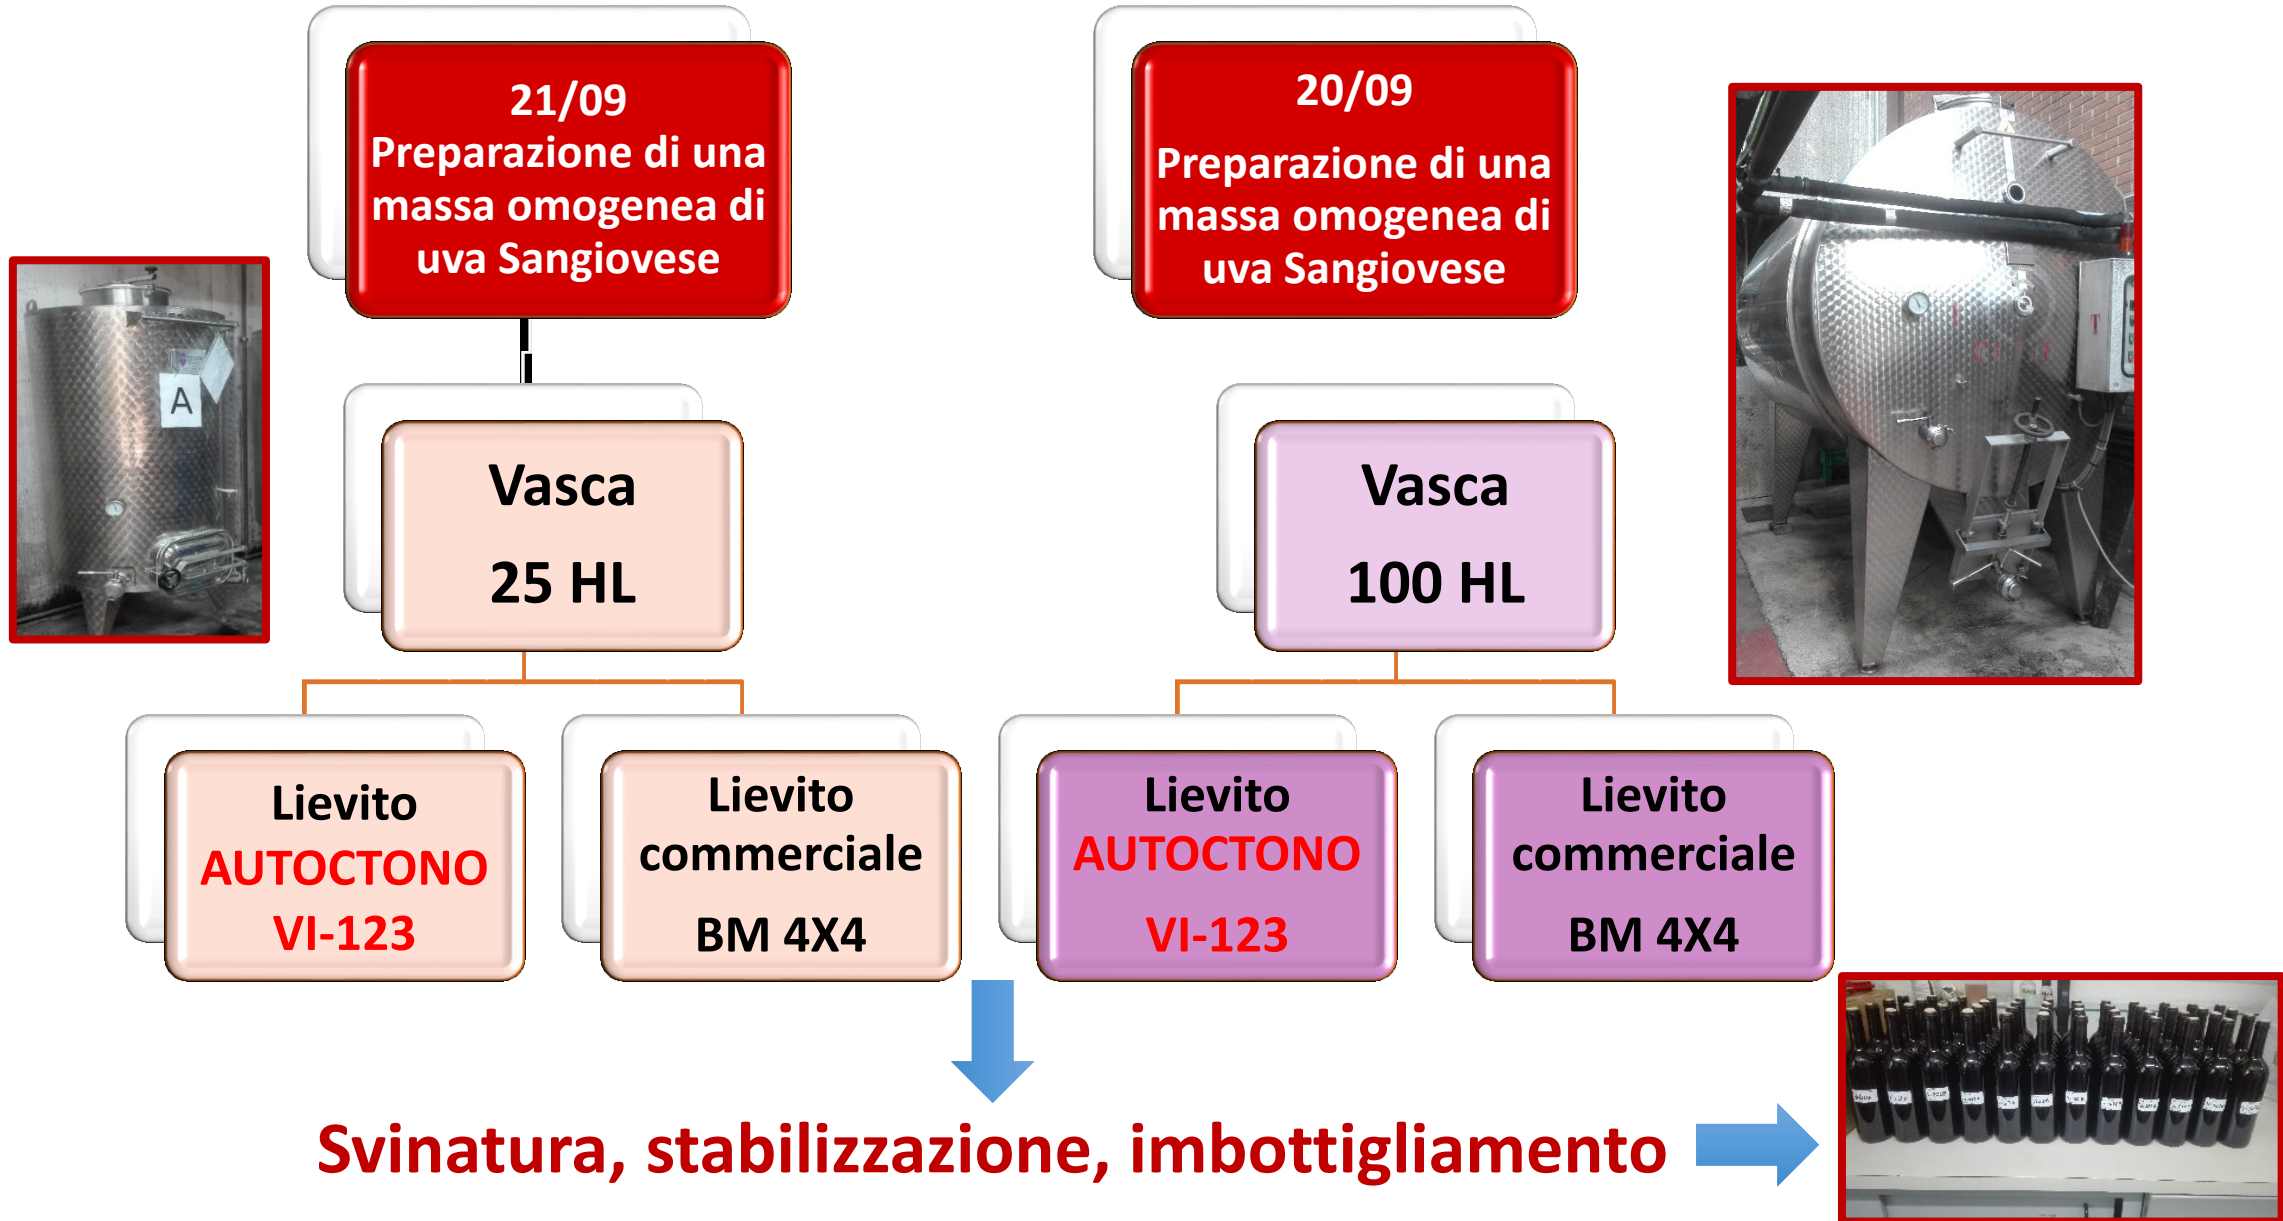 21/09
Preparazione di una
massa omogenea di
uva Sangiovese
20/09
Preparazione di una
massa omogenea di
uva Sangiovese
A
T
Vasca
25 HL
Vasca
100 HL
Lievito
AUTOCTONO
VI-123
Lievito
commerciale
BM 4X4
Lievito
AUTOCTONO
VI-123
Lievito
commerciale
BM 4X4
Svinatura, stabilizzazione, imbottigliamento